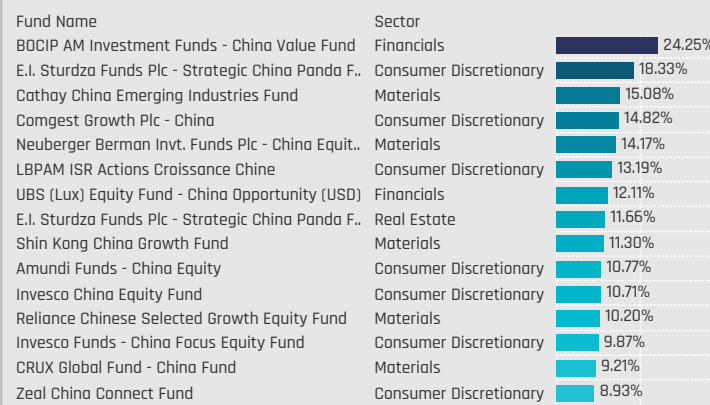 Fund Name Sector
BOCIP AM Investment Funds - China Value Fund Financials 24.25%
E.I. Sturdza Funds Plc - Strategic China Panda F.. Consumer Discretionary 18.33%
Cathay China Emerging Industries Fund Materials 15.08%
Comgest Growth Plc - China Consumer Discretionary 14.82%
Neuberger Berman Invt. Funds Plc - China Equit.. Materials 14.17%
LBPAM ISR Actions Croissance Chine Consumer Discretionary 13.19%
UBS (Lux) Equity Fund - China Opportunity (USD) Financials 12.11%
E.I. Sturdza Funds Plc - Strategic China Panda F.. Real Estate 11.66%
Shin Kong China Growth Fund Materials 11.30%
Amundi Funds - China Equity Consumer Discretionary 10.77%
Invesco China Equity Fund Consumer Discretionary 10.71%
Reliance Chinese Selected Growth Equity Fund Materials 10.20%
Invesco Funds - China Focus Equity Fund Consumer Discretionary 9.87%
CRUX Global Fund - China Fund Materials 9.21%
Zeal China Connect Fund Consumer Discretionary 8.93%